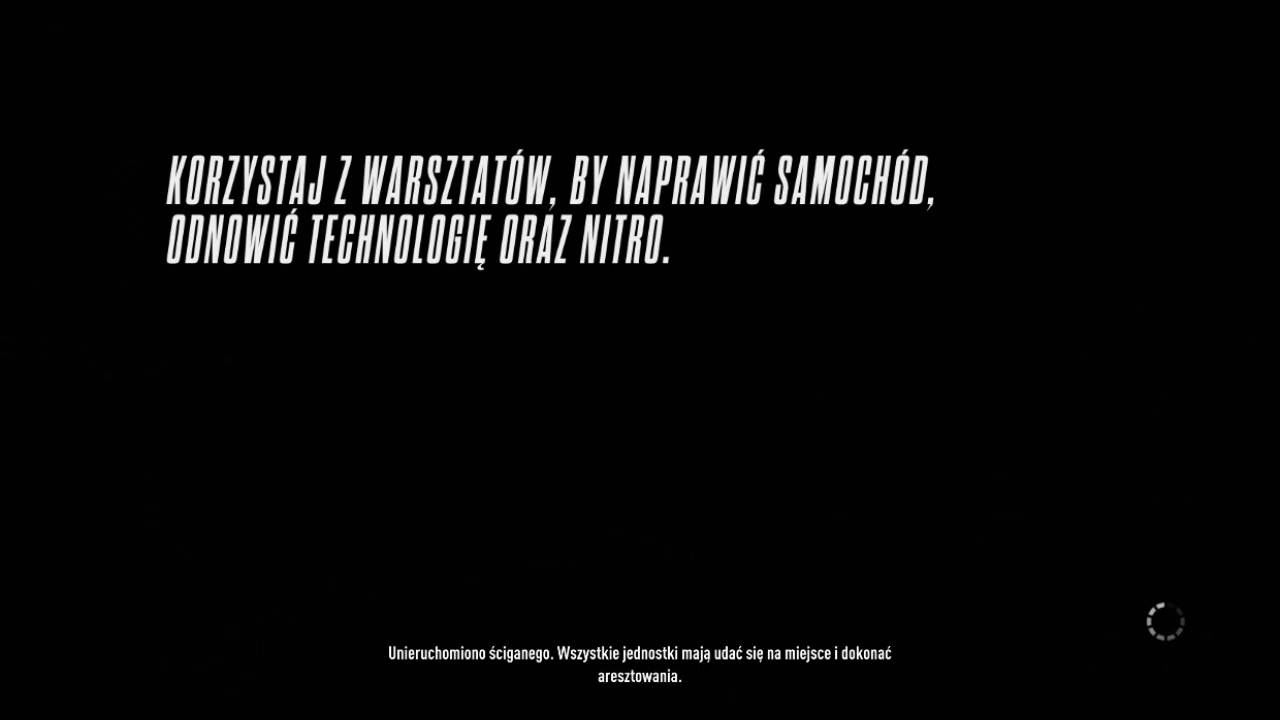 KORZYSTAJ Z WARSZTATÓW, BY NAPRAWIĆ SAMOCHÓD,
ODNOWIĆ TECHNOLOGIĘ ORAZ NITRO.
Unieruchomiono ściganego. Wszystkie jednostki mają udać się na miejsce i dokonać
aresztowania.